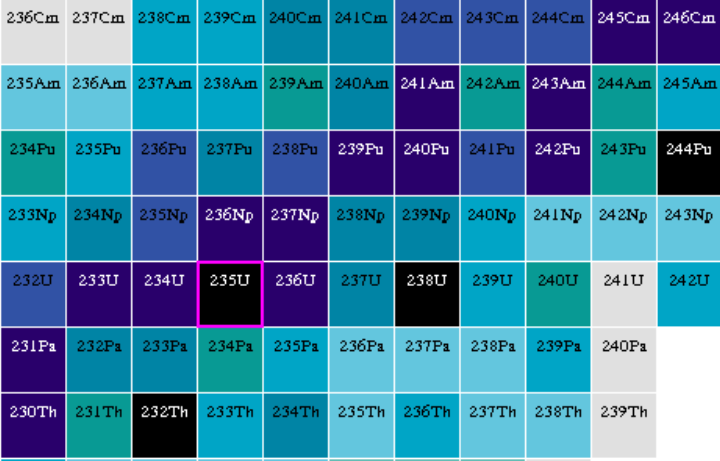 236Cm 237Cm 238Cm 239Cm 240Cm 241Cm 242Cm 243Cm 244Cm 245Cm 246Cm
235Am 236Am 237Am 238Am 239Am 240Am 241Am 242Am 243Am 244Am 245Am
234Pu 235Pu 236Pu 237Pu 238Pu 239Pu 240Pu 241Pu 242Pu 243Pu 244Pu
233Np 234Np 235Np 236Np 237Np 238Np 239Np 240Np 241Np 242Np 243Np
232U 233U 234U 235U 236U 237U 238U 239U 240U 241U 242U
231Pa 232Pa 233Pa 234Pa 235Pa 236Pa 237Pa 238Pa 239Pa 240Pa
230Th 231Th 232Th 233Th 234Th 235Th 236Th 237Th 238Th 239Th